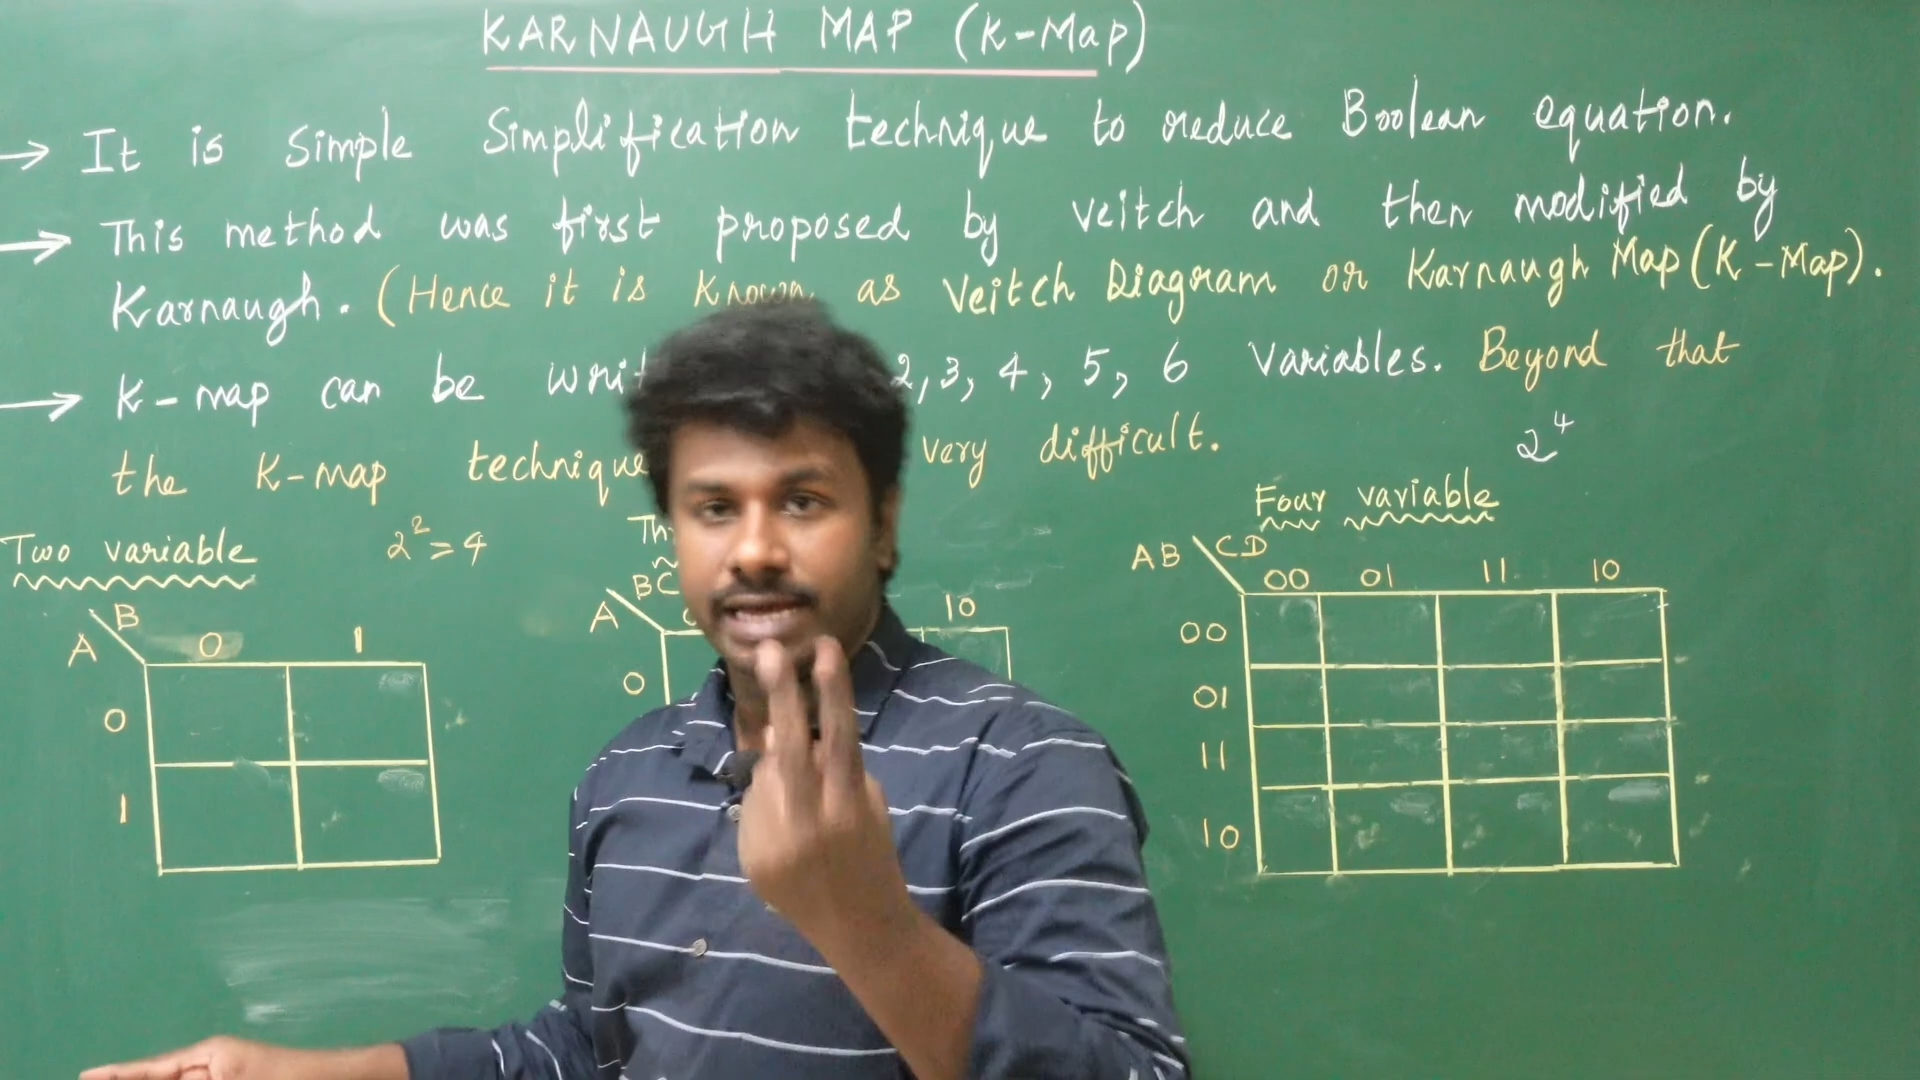 KARNAUGH MAP (K-Map)
→ It is Simple Simplification technique to reduce Boolean equation.
→ This method was first proposed by Veitch and then modified by
Karnaugh. (Hence it is known as Veitch Diagram or Karnaugh Map (K-Map).
→ K-map can be 2, 3, 4, 5, 6 Variables. Beyond that
the K-map technique very difficult.
2⁴
Two variable 2² = 4
Four variable
B
A 0 1
0
1
BC
A 10
0
AB CD
00 01 11 10
00
01
11
10